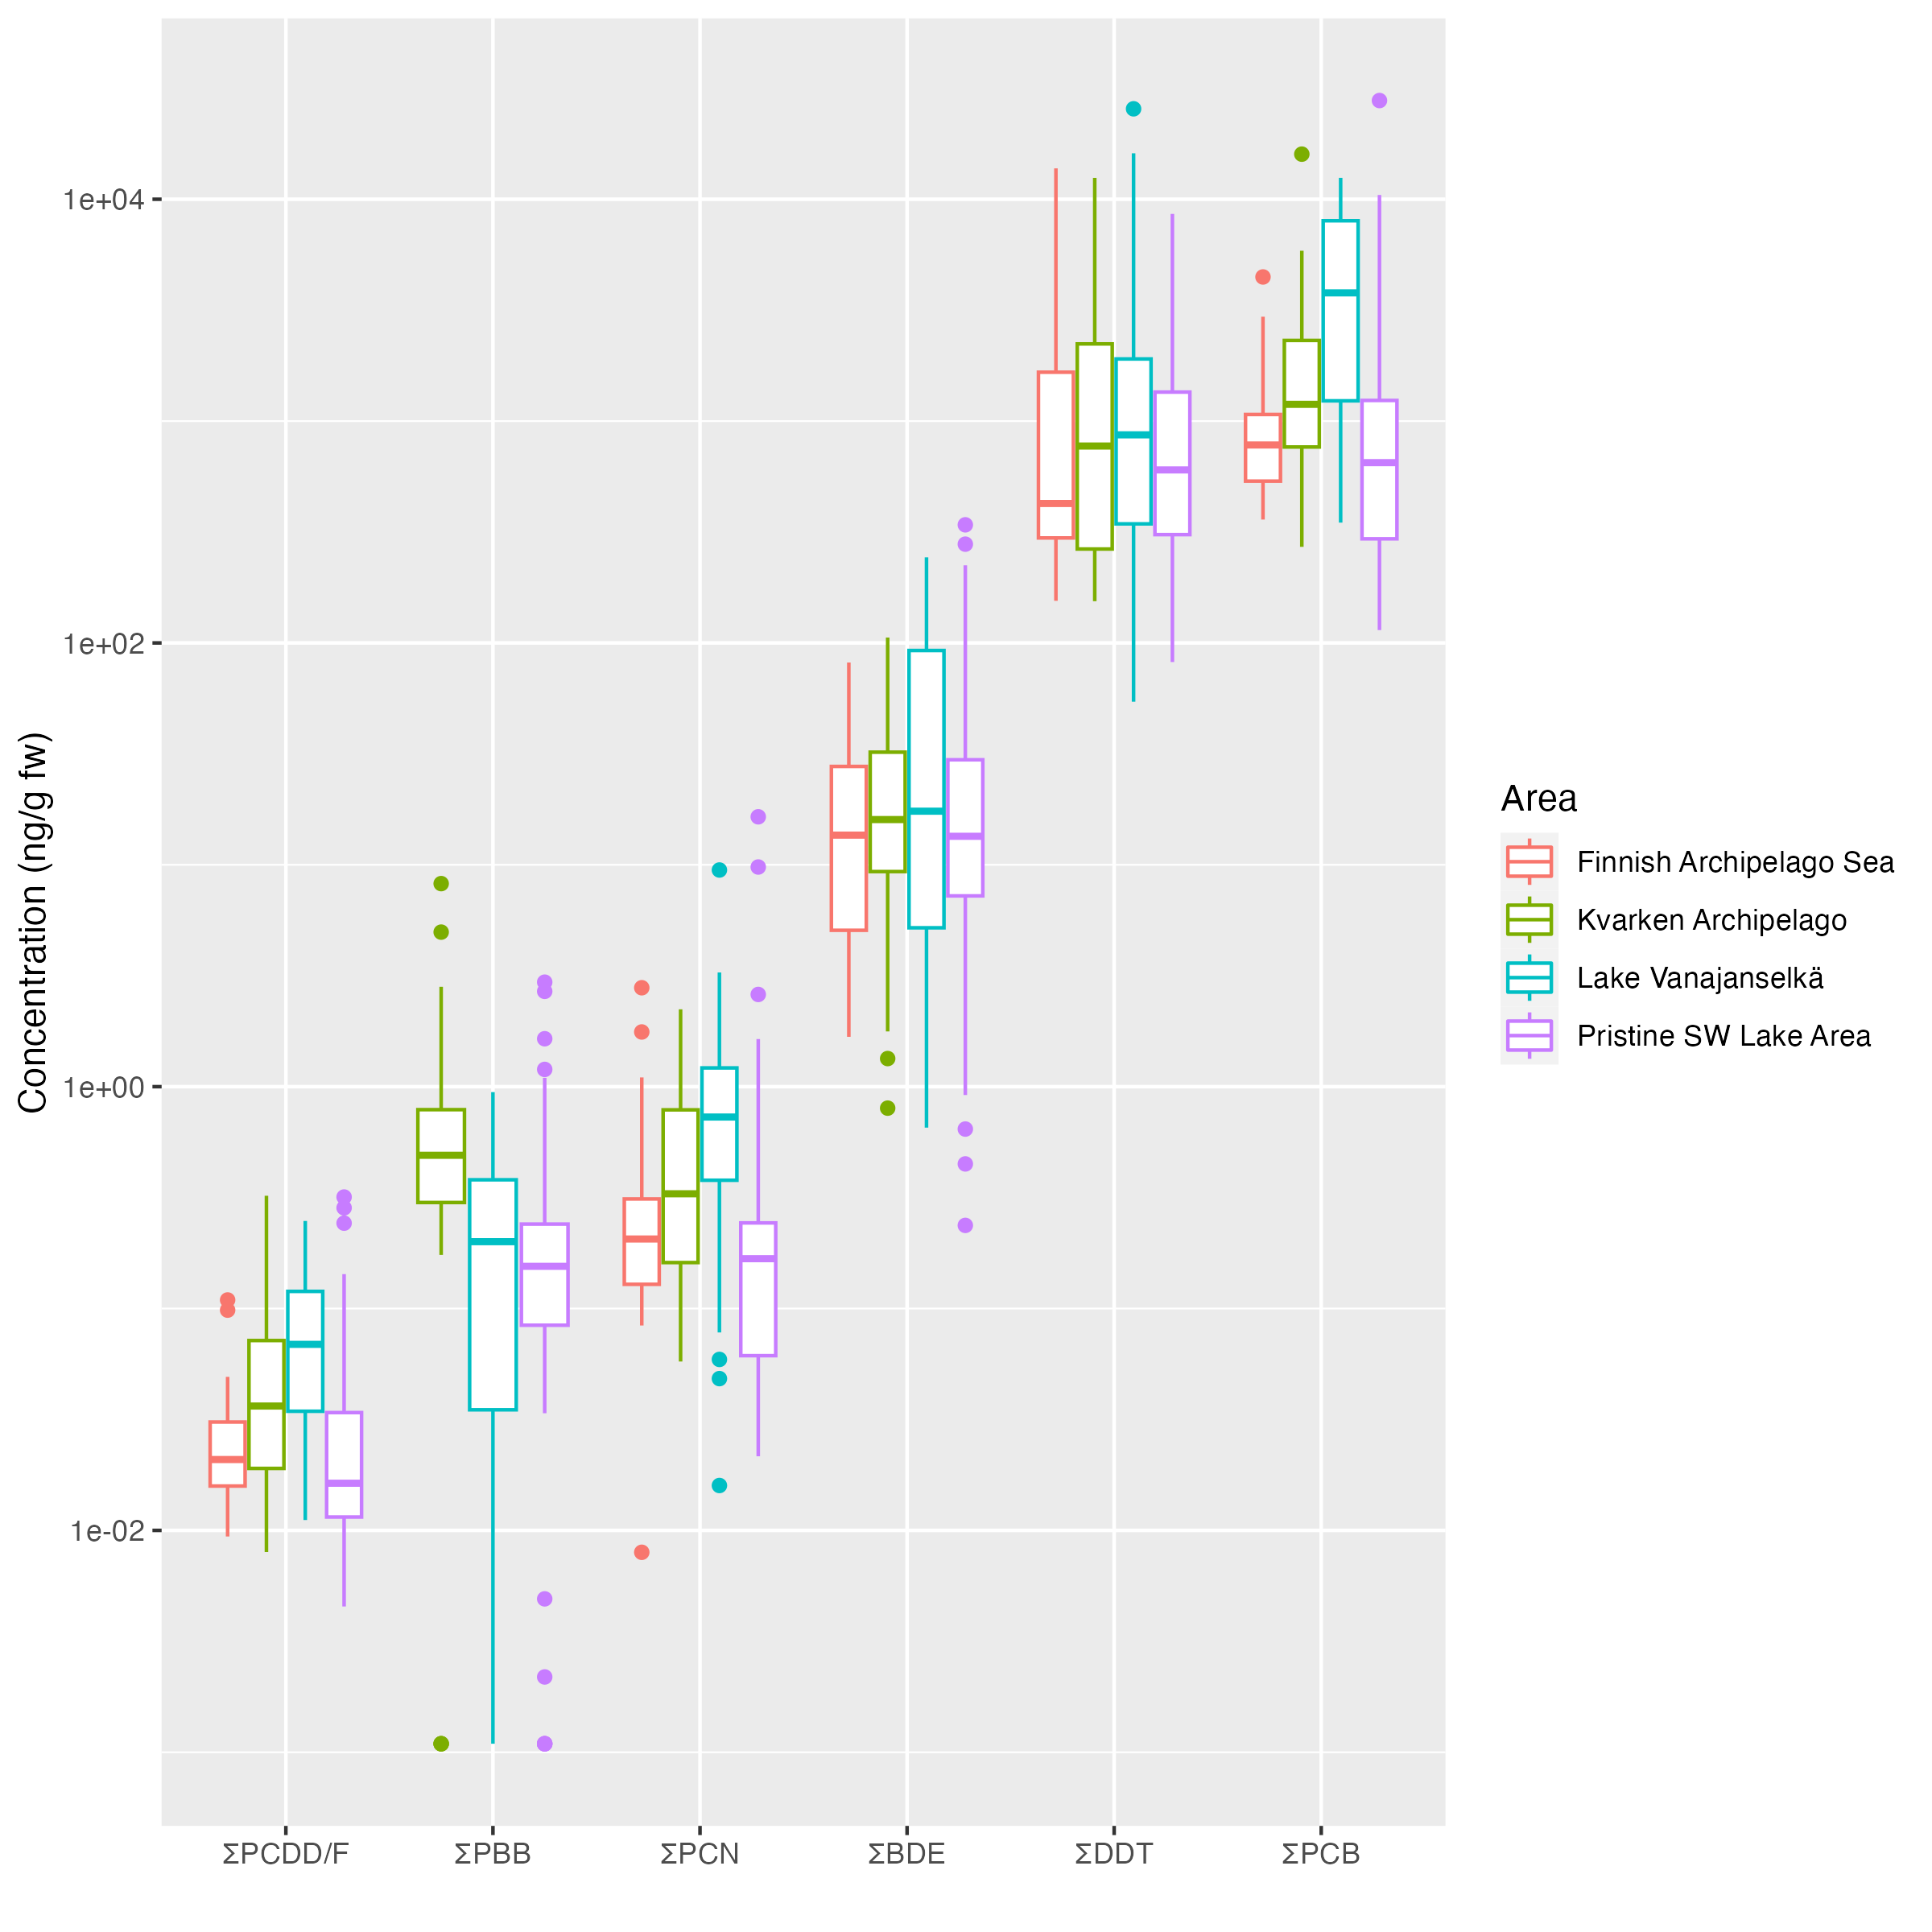 Concentration (ng/g fw)
1e+04
1e+02
1e+00
1e-02
ΣPCDD/F
ΣPBB
ΣPCN
ΣBDE
ΣDDT
ΣPCB
Area
Finnish Archipelago Sea
Kvarken Archipelago
Lake Vanajanselkä
Pristine SW Lake Area